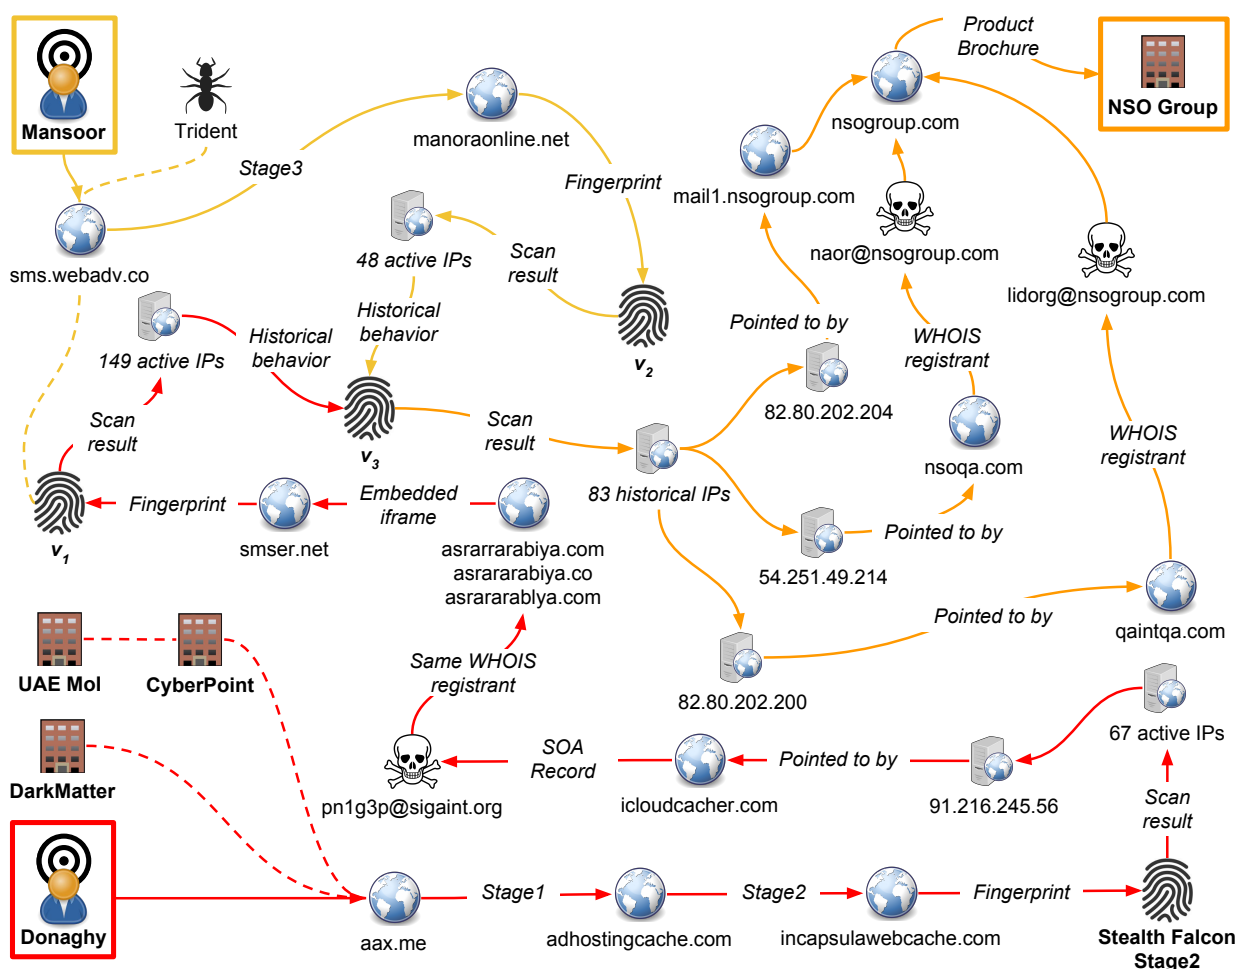 Product
Brochure
Mansoor
Trident
manoraonline.net
nsogroup.com
NSO Group
Stage3
Fingerprint
mail1.nsogroup.com
sms.webadv.co
48 active IPs
Scan
result
naor@nsogroup.com
lidorg@nsogroup.com
149 active IPs
Historical
behavior
Historical
behavior
v2
Pointed to by
WHOIS
registrant
82.80.202.204
Scan
result
v3
Scan
result
nsoqa.com
WHOIS
registrant
83 historical IPs
Fingerprint
v1
smser.net
Embedded
iframe
asrarrarabiya.com
asrararabiya.co
asrararablya.com
54.251.49.214
Pointed to by
Pointed to by
qaintqa.com
UAE MoI
CyberPoint
Same WHOIS
registrant
82.80.202.200
67 active IPs
DarkMatter
pn1g3p@sigaint.org
SOA
Record
icloudcacher.com
Pointed to by
91.216.245.56
Scan
result
Donaghy
aax.me
Stage1
adhostingcache.com
Stage2
incapsulawebcache.com
Fingerprint
Stealth Falcon
Stage2